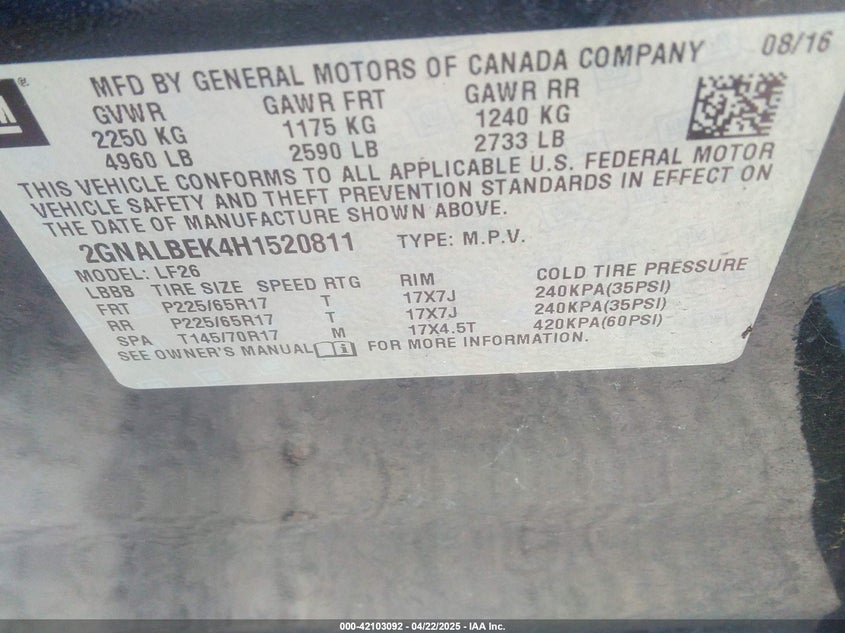 MFD BY GENERAL MOTORS OF CANADA COMPANY 08/16
GVWR GAWR FRT GAWR RR
2250 KG 1175 KG 1240 KG
4960 LB 2590 LB 2733 LB
THIS VEHICLE CONFORMS TO ALL APPLICABLE U.S. FEDERAL MOTOR
VEHICLE SAFETY AND THEFT PREVENTION STANDARDS IN EFFECT ON
THE DATE OF MANUFACTURE SHOWN ABOVE.
2GNALBEK4H1520811 TYPE: M.P.V.
MODEL: LF26
LBBB TIRE SIZE SPEED RTG RIM COLD TIRE PRESSURE
FRT P225/65R17 T 17X7J 240KPA(35PSI)
RR P225/65R17 T 17X7J 240KPA(35PSI)
SPA T145/70R17 M 17X4.5T 420KPA(60PSI)
SEE OWNER'S MANUAL FOR MORE INFORMATION.
000-42103092 - 04/22/2025 - IAA Inc.